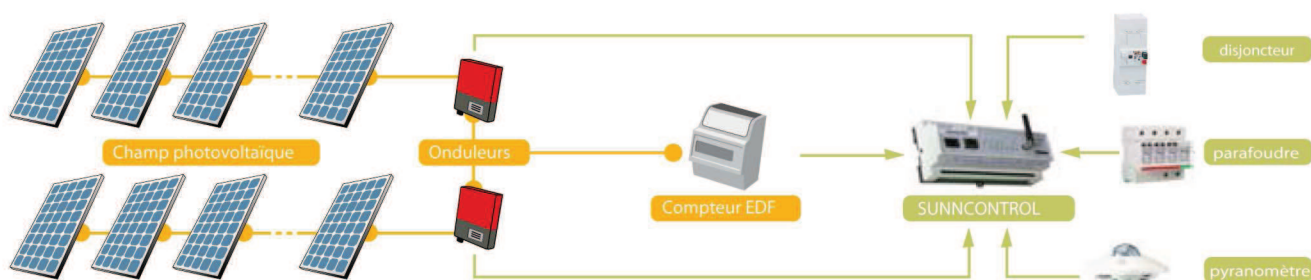 disjoncteur
Champ photovoltaïque
Onduleurs
parafoudre
Compteur EDF
SUNNCONTROL
pyranomètre